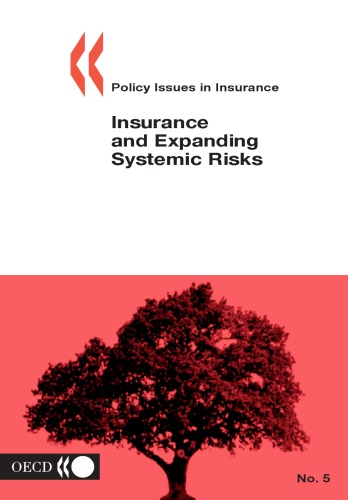 Policy Issues in Insurance
Insurance
and Expanding
Systemic Risks
OECD
No. 5